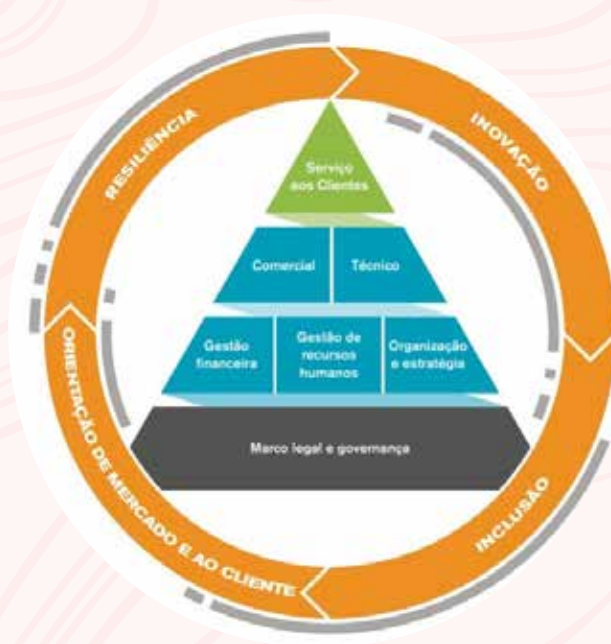 RESILIÊNCIA
INOVAÇÃO
Serviço
aos Clientes
Comercial
Técnico
Gestão
financeira
Gestão de
recursos
humanos
Organização
e estratégia
Marco legal e governança
ORIENTAÇÃO DE MERCADO E AO CLIENTE
INCLUSÃO